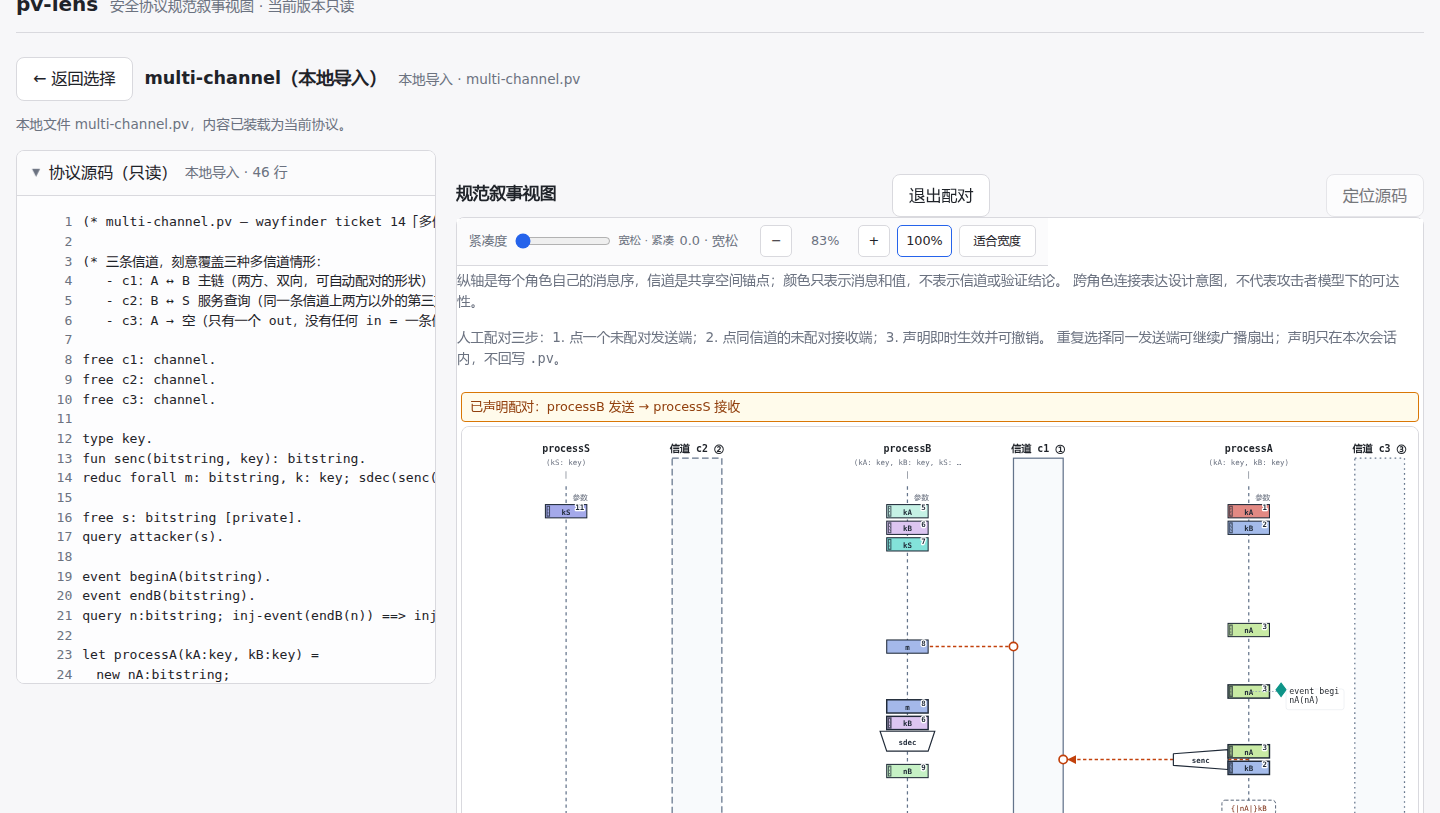 pv-lens 安全协议规范叙事视图 · 当前版本只读
← 返回选择 multi-channel（本地导入） 本地导入 · multi-channel.pv
本地文件 multi-channel.pv，内容已装载为当前协议。
▼ 协议源码（只读） 本地导入 · 46 行
1 (* multi-channel.pv — wayfinder ticket 14「多
2
3 (* 三条信道，刻意覆盖三种多信道情形：
4 - c1：A ↔ B 主链（两方、双向，可自动配对的形状）
5 - c2：B ↔ S 服务查询（同一条信道上两方以外的第三
6 - c3：A → 空（只有一个 out，没有任何 in = 一条
7
8 free c1: channel.
9 free c2: channel.
10 free c3: channel.
11
12 type key.
13 fun senc(bitstring, key): bitstring.
14 reduc forall m: bitstring, k: key; sdec(senc(
15
16 free s: bitstring [private].
17 query attacker(s).
18
19 event beginA(bitstring).
20 event endB(bitstring).
21 query n:bitstring; inj-event(endB(n)) ==> inj
22
23 let processA(kA:key, kB:key) =
24 new nA:bitstring;
规范叙事视图 退出配对 定位源码
紧凑度 宽松 · 紧凑 0.0 · 宽松 − 83% + 100% 适合宽度
纵轴是每个角色自己的消息序，信道是共享空间锚点；颜色只表示消息和值，不表示信道或验证结论。 跨角色连接表达设计意图，不代表攻击者模型下的可达
性。
人工配对三步：1. 点一个未配对发送端；2. 点同信道的未配对接收端；3. 声明即时生效并可撤销。 重复选择同一发送端可继续广播扇出；声明只在本次会话
内，不回写 .pv。
已声明配对：processB 发送 → processS 接收
processS 信道 c2 ② processB 信道 c1 ① processA 信道 c3 ③
(kS: key) (kA: key, kB: key, kS: … (kA: key, kB: key)
参数 参数 参数
kS 11 kA 5 kA 1
kB 6 kB 2
kS 7
nA 3
m 8
nA 3 event begi
nA(nA)
m 8
kB 6
sdec
nA 3
senc
kB 2
nB 9
{|nA|}kB